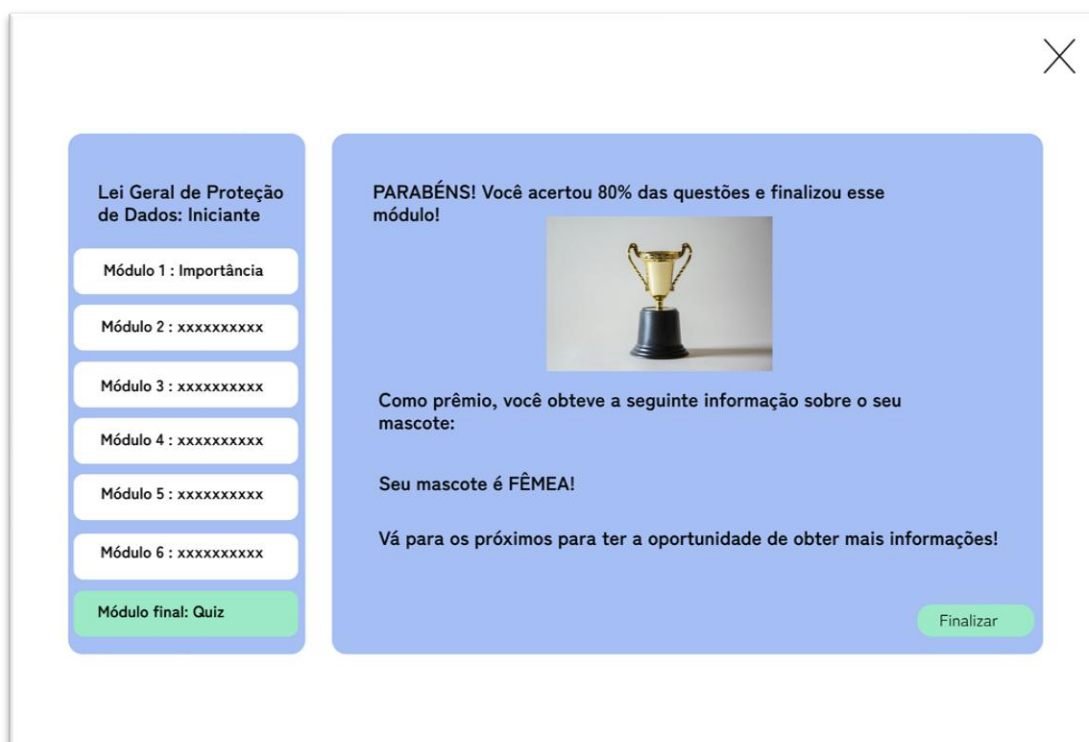 Lei Geral de Proteção
de Dados: Iniciante
Módulo 1 : Importância
Módulo 2 : xxxxxxxxxx
Módulo 3 : xxxxxxxxxx
Módulo 4 : xxxxxxxxxx
Módulo 5 : xxxxxxxxxx
Módulo 6 : xxxxxxxxxx
Módulo final: Quiz
PARABÉNS! Você acertou 80% das questões e finalizou esse
módulo!
Como prêmio, você obteve a seguinte informação sobre o seu
mascote:
Seu mascote é FÊMEA!
Vá para os próximos para ter a oportunidade de obter mais informações!
Finalizar